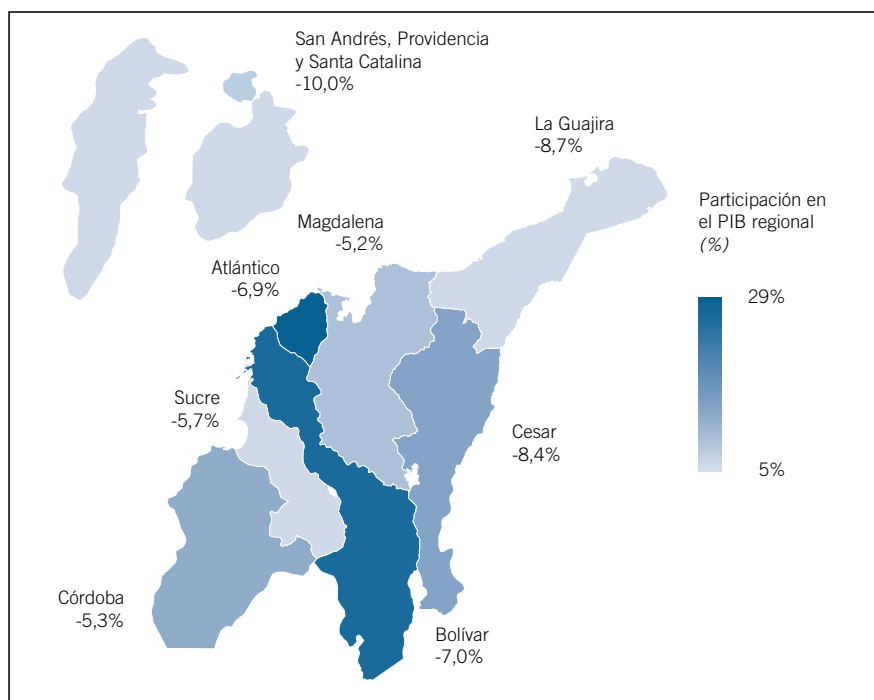 San Andrés, Providencia
y Santa Catalina
-10,0%
La Guajira
-8,7%
Participación en
el PIB regional
(%)
29%
5%
Magdalena
-5,2%
Atlántico
-6,9%
Sucre
-5,7%
Cesar
-8,4%
Córdoba
-5,3%
Bolívar
-7,0%